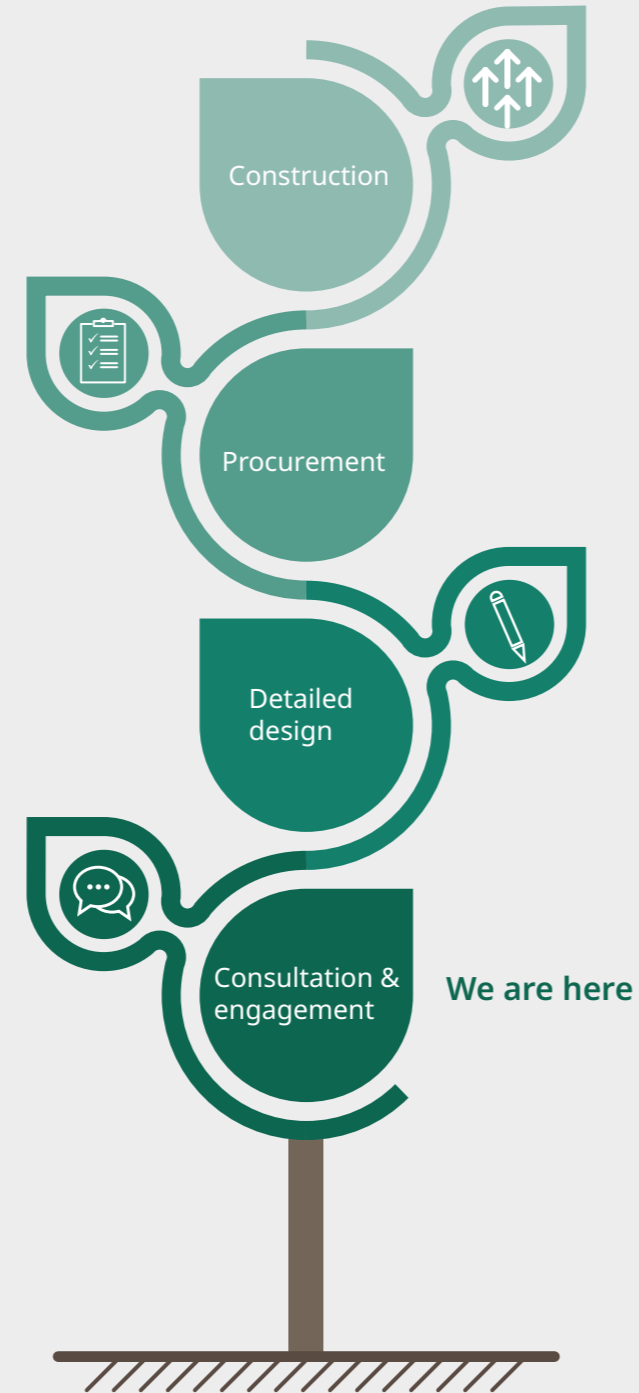 Construction
Procurement
Detailed
design
Consultation &
engagement
We are here